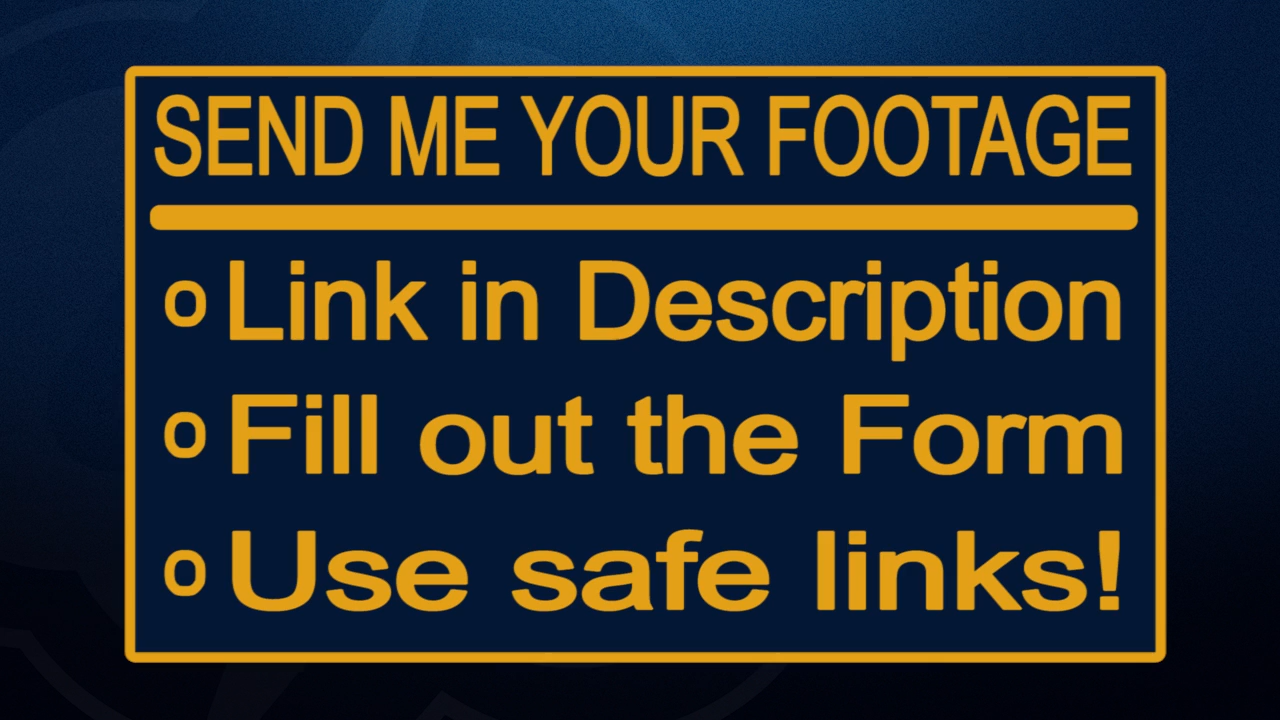 SEND ME YOUR FOOTAGE
o Link in Description
o Fill out the Form
o Use safe links!